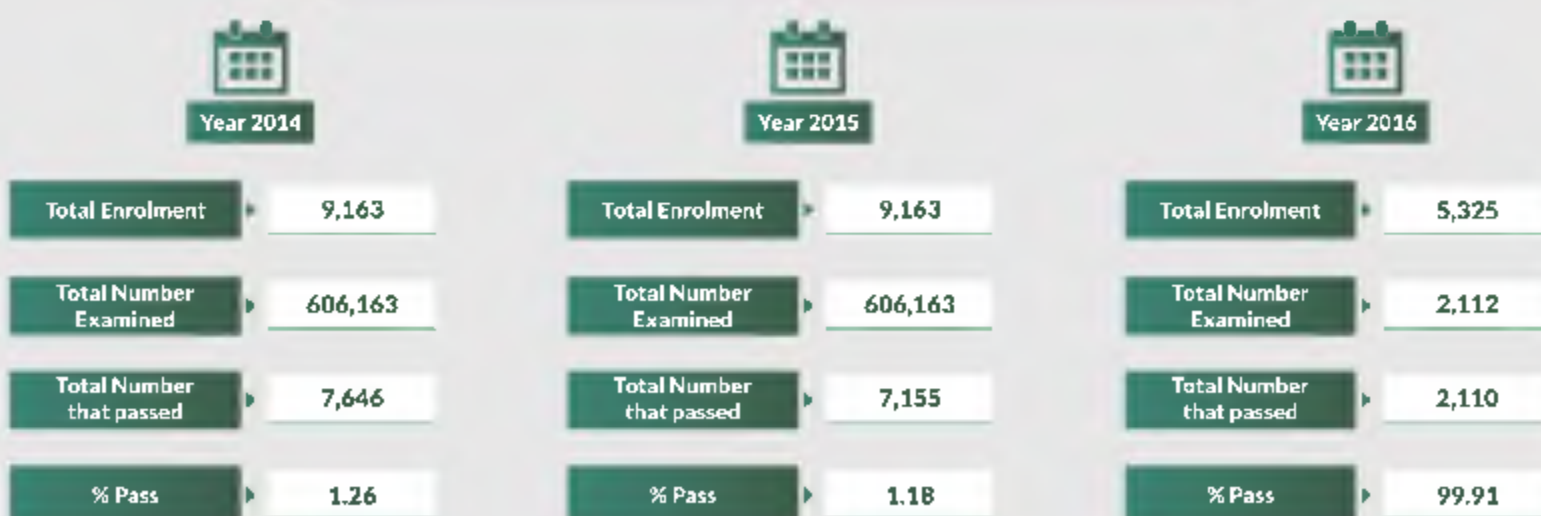 Year 2014
Year 2015
Year 2016
Total Enrolment
9,163
Total Enrolment
9,163
Total Enrolment
5,325
Total Number
Examined
606,163
Total Number
Examined
606,163
Total Number
Examined
2,112
Total Number
that passed
7,646
Total Number
that passed
7,155
Total Number
that passed
2,110
% Pass
1.26
% Pass
1.18
% Pass
99.91